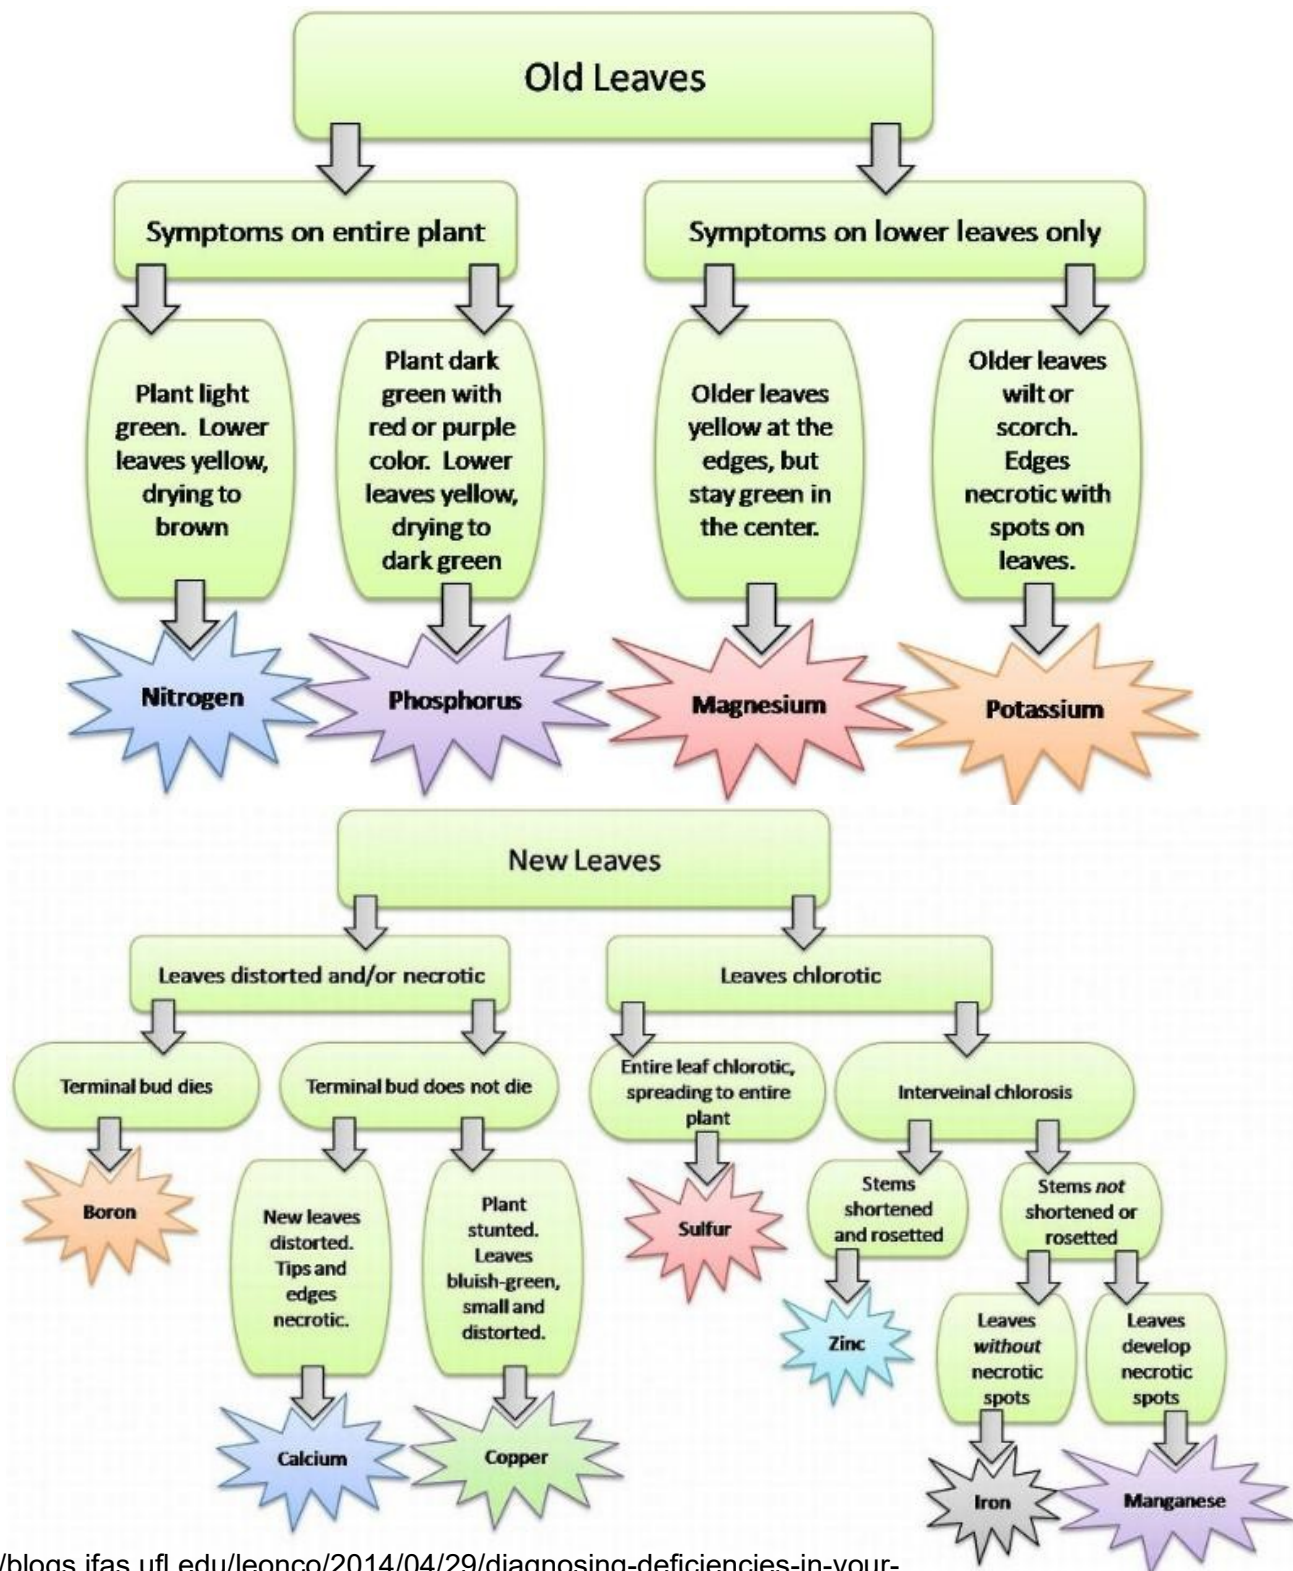 Old Leaves
Symptoms on entire plant
Symptoms on lower leaves only
Plant light
green. Lower
leaves yellow,
drying to
brown
Plant dark
green with
red or purple
color. Lower
leaves yellow,
drying to
dark green
Older leaves
yellow at the
edges, but
stay green in
the center.
Older leaves
wilt or
scorch.
Edges
necrotic with
spots on
leaves.
Nitrogen
Phosphorus
Magnesium
Potassium
New Leaves
Leaves distorted and/or necrotic
Leaves chlorotic
Terminal bud dies
Terminal bud does not die
Entire leaf chlorotic,
spreading to entire
plant
Interveinal chlorosis
Boron
New leaves
distorted.
Tips and
edges
necrotic.
Plant
stunted.
Leaves
bluish-green,
small and
distorted.
Sulfur
Stems
shortened
and rosetted
Stems not
shortened or
rosetted
Zinc
Leaves
without
necrotic
spots
Leaves
develop
necrotic
spots
Calcium
Copper
Iron
Manganese
/blogs.ifas.ufl.edu/leonco/2014/04/29/diagnosing-deficiencies-in-your-